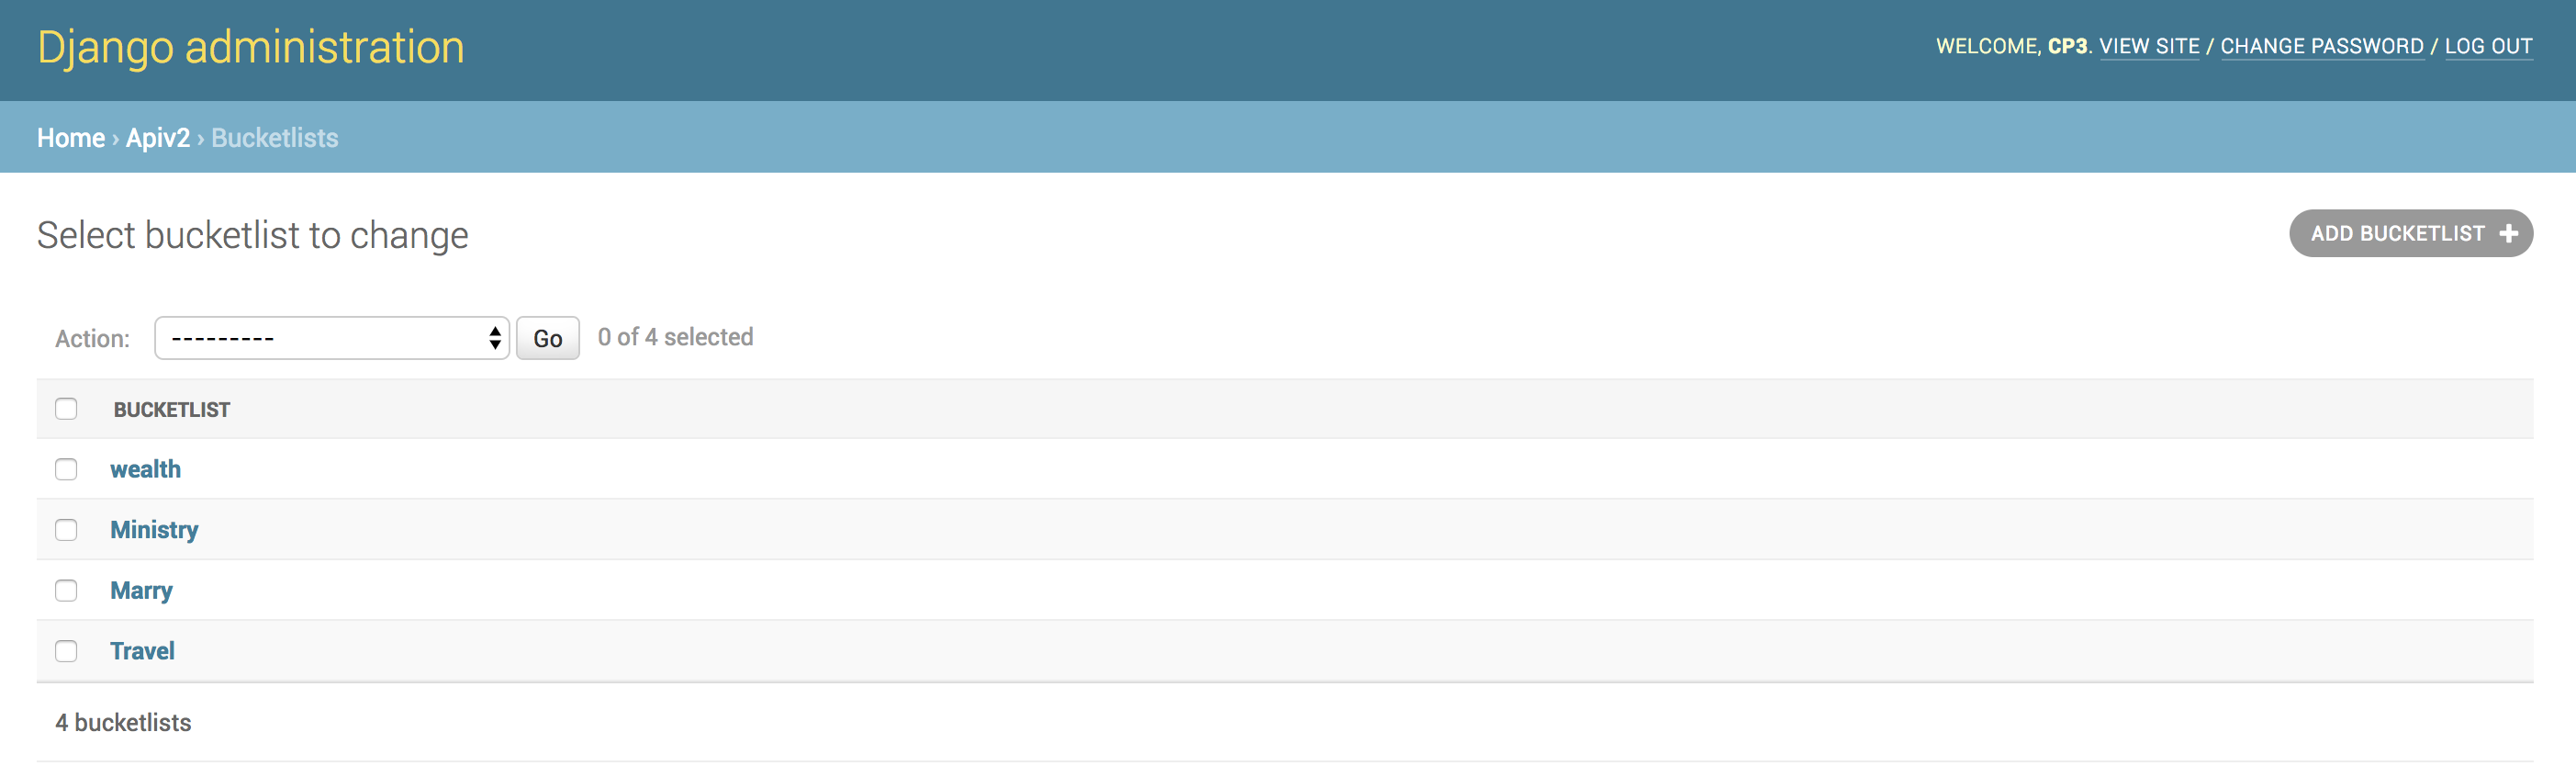 Django administration
WELCOME, CP3. VIEW SITE / CHANGE PASSWORD / LOG OUT
Home › Apiv2 › Bucketlists
Select bucketlist to change
ADD BUCKETLIST +
Action: --------- Go 0 of 4 selected
BUCKETLIST
wealth
Ministry
Marry
Travel
4 bucketlists